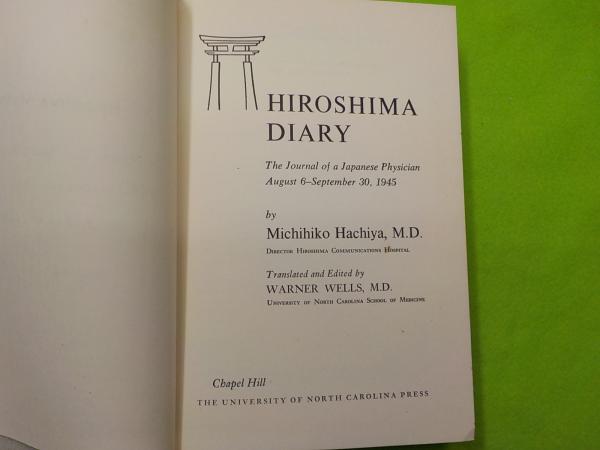 HIROSHIMA
DIARY
The Journal of a Japanese Physician
August 6–September 30, 1945
by
Michihiko Hachiya, M.D.
Director Hiroshima Communications Hospital
Translated and Edited by
WARNER WELLS, M.D.
University of North Carolina School of Medicine
Chapel Hill
THE UNIVERSITY OF NORTH CAROLINA PRESS